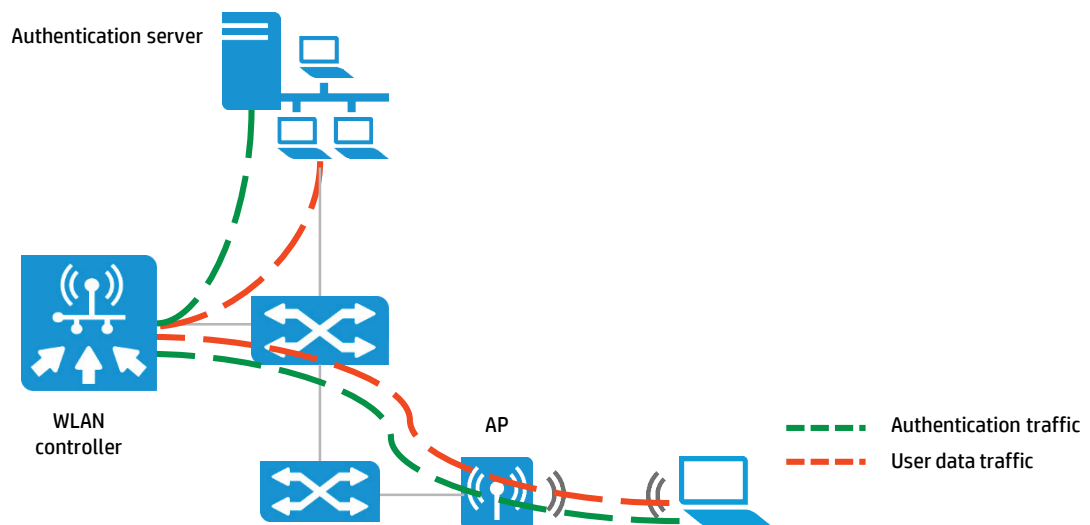 Authentication server
WLAN
controller
AP
Authentication traffic
User data traffic